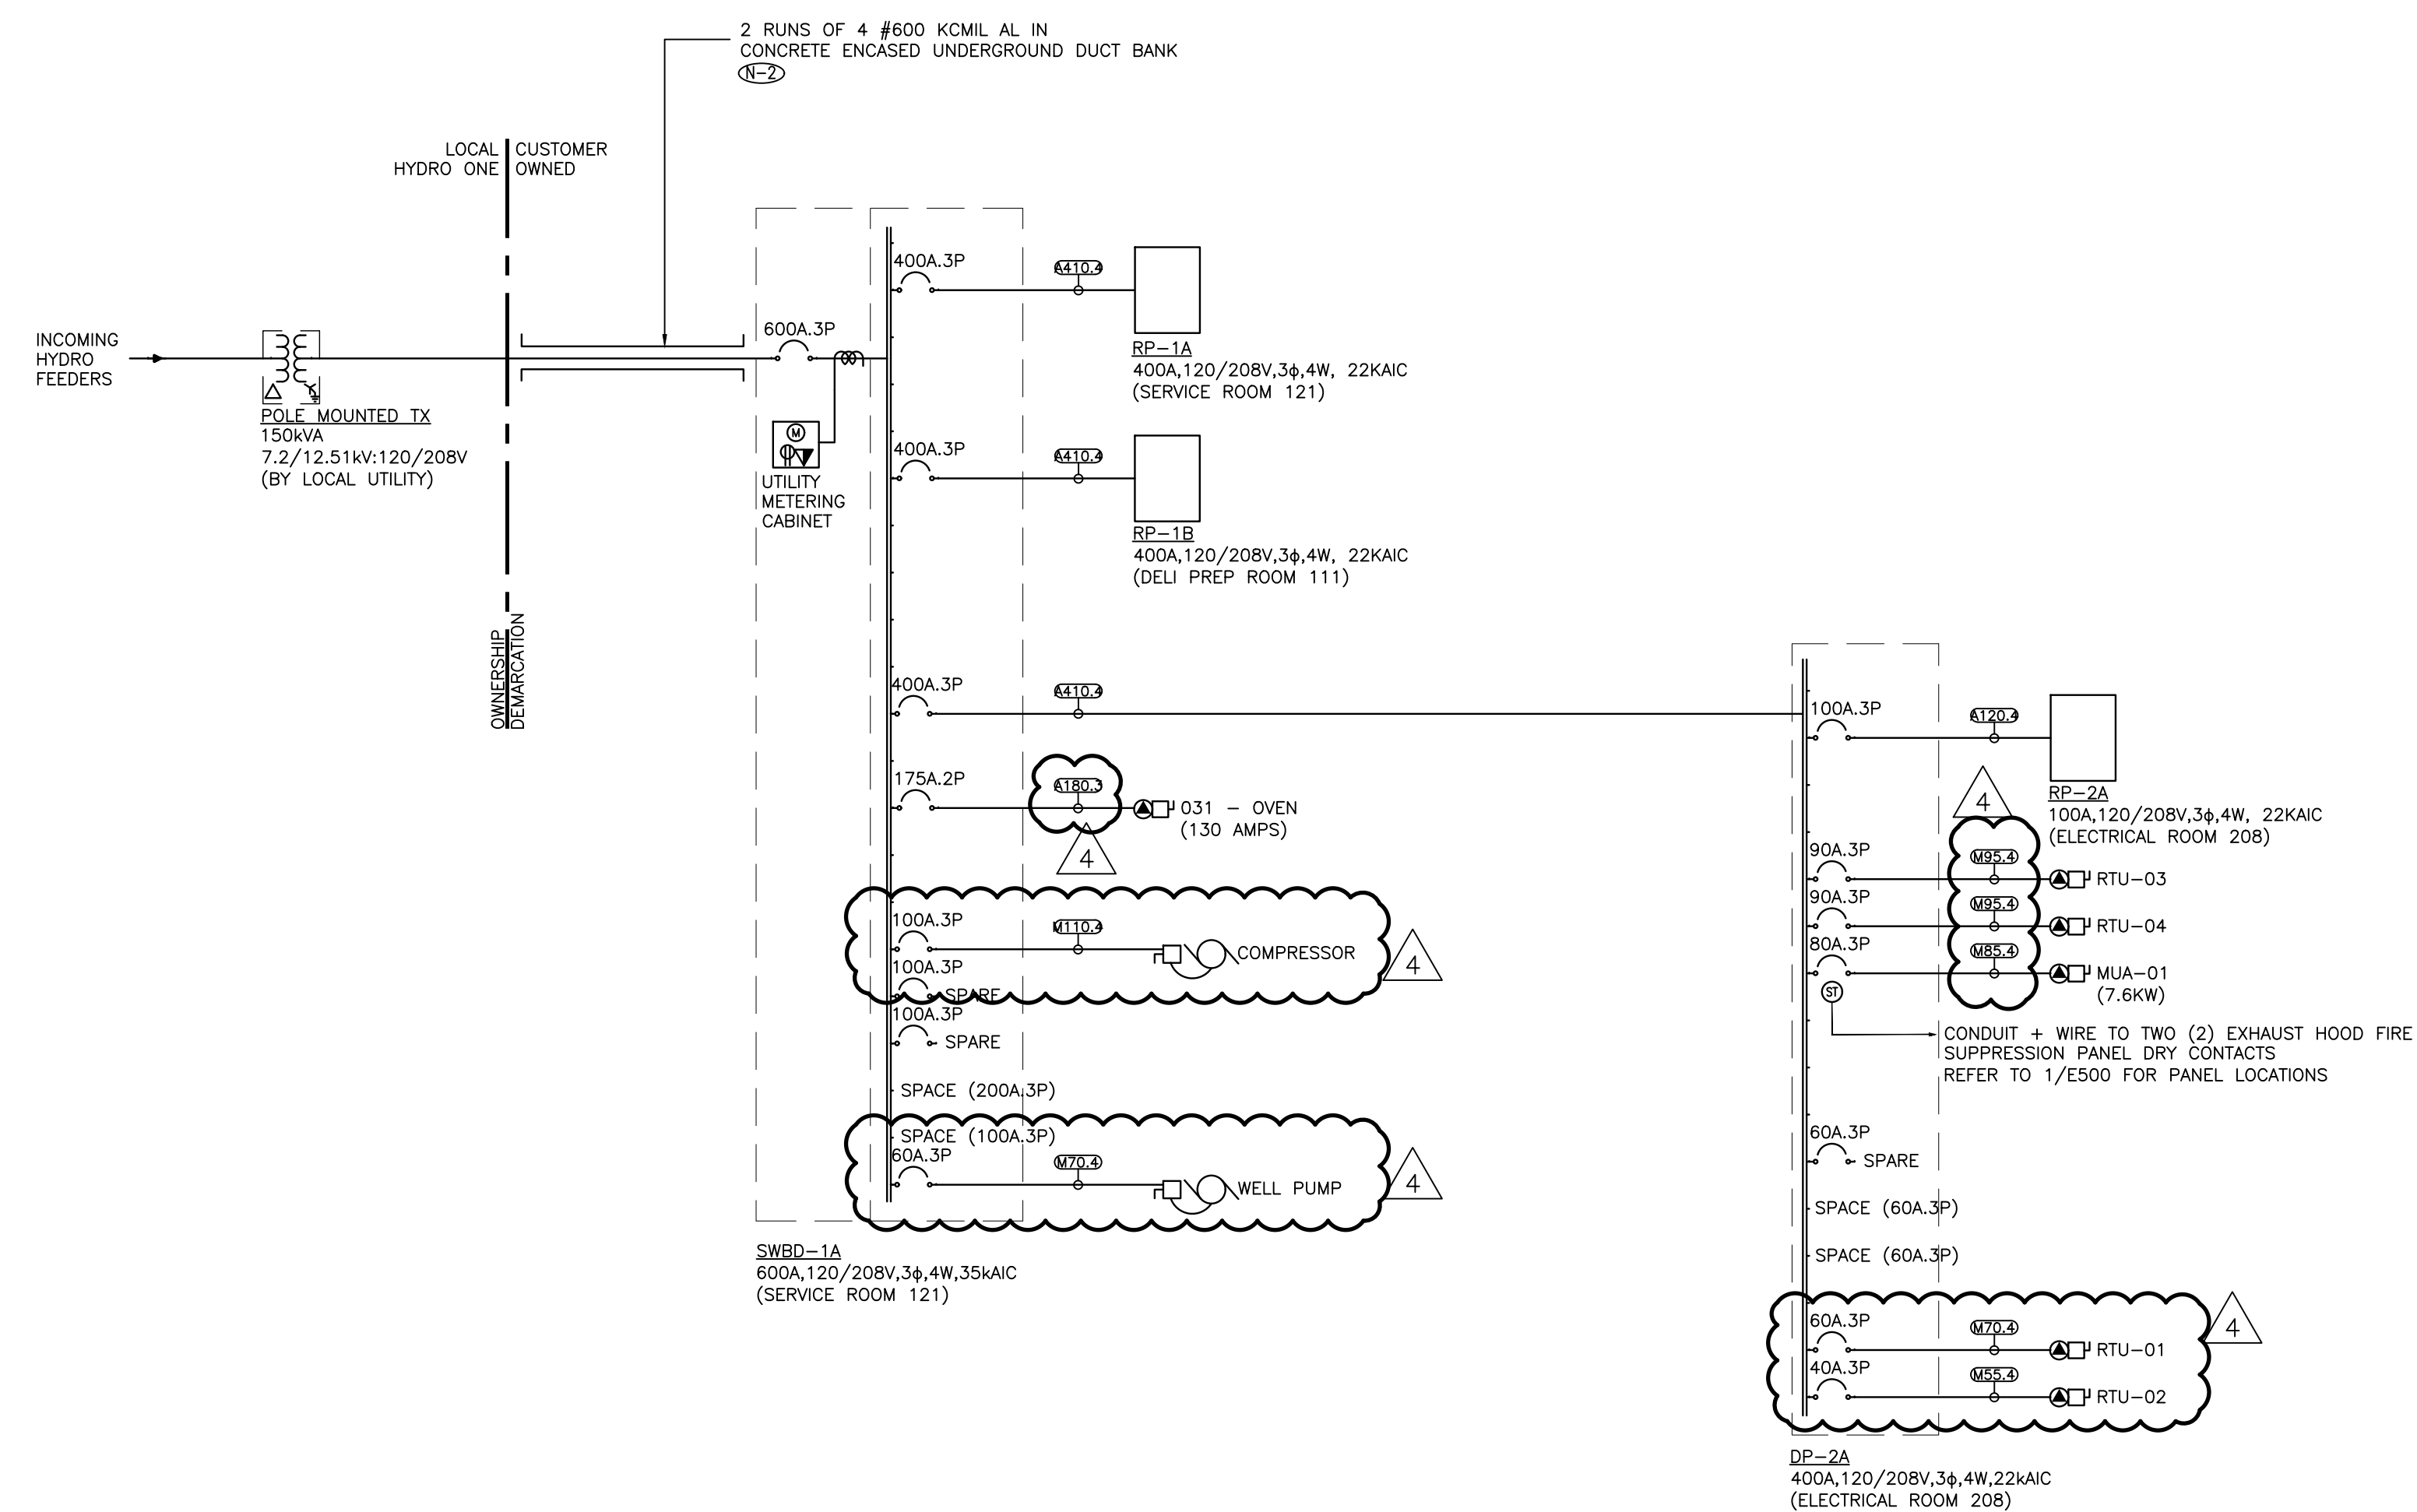 2 RUNS OF 4 #600 KCMIL AL IN
CONCRETE ENCASED UNDERGROUND DUCT BANK
N-2
LOCAL
HYDRO ONE
CUSTOMER
OWNED
OWNERSHIP
DEMARCATION
INCOMING
HYDRO
FEEDERS
POLE MOUNTED TX
150kVA
7.2/12.51kV:120/208V
(BY LOCAL UTILITY)
600A.3P
M
UTILITY
METERING
CABINET
400A.3P
A410.4
RP-1A
400A,120/208V,3ϕ,4W, 22KAIC
(SERVICE ROOM 121)
400A.3P
A410.4
RP-1B
400A,120/208V,3ϕ,4W, 22KAIC
(DELI PREP ROOM 111)
400A.3P
A410.4
175A.2P
A180.3
031 - OVEN
(130 AMPS)
4
100A.3P
M110.4
COMPRESSOR
4
100A.3P
SPARE
100A.3P
SPARE
SPACE (200A.3P)
SPACE (100A.3P)
60A.3P
M70.4
WELL PUMP
4
SWBD-1A
600A,120/208V,3ϕ,4W,35kAIC
(SERVICE ROOM 121)
100A.3P
A120.4
RP-2A
100A,120/208V,3ϕ,4W, 22KAIC
(ELECTRICAL ROOM 208)
4
90A.3P
M95.4
RTU-03
90A.3P
M95.4
RTU-04
80A.3P
M85.4
MUA-01
(7.6KW)
ST
CONDUIT + WIRE TO TWO (2) EXHAUST HOOD FIRE
SUPPRESSION PANEL DRY CONTACTS
REFER TO 1/E500 FOR PANEL LOCATIONS
60A.3P
SPARE
SPACE (60A.3P)
SPACE (60A.3P)
60A.3P
M70.4
RTU-01
4
40A.3P
M55.4
RTU-02
DP-2A
400A,120/208V,3ϕ,4W,22kAIC
(ELECTRICAL ROOM 208)